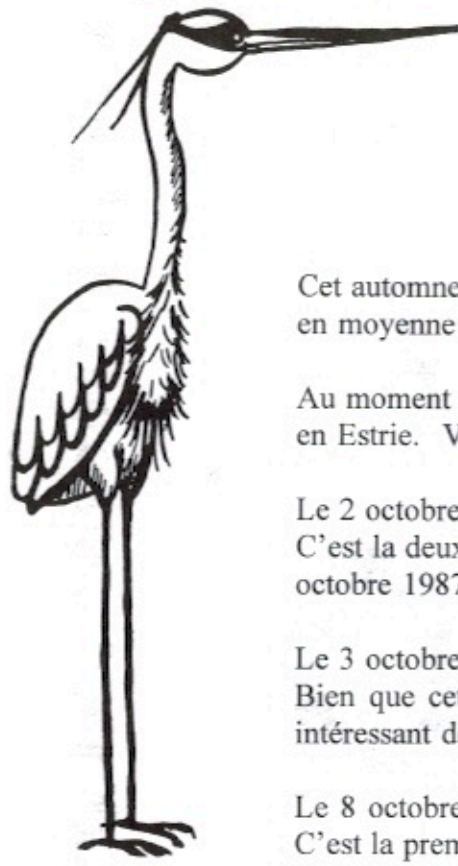 Cet automne
en moyenne
Au moment
en Estrie. V
Le 2 octobre
C'est la deux
octobre 1987
Le 3 octobre
Bien que cet
intéressant d
Le 8 octobre
C'est la prem